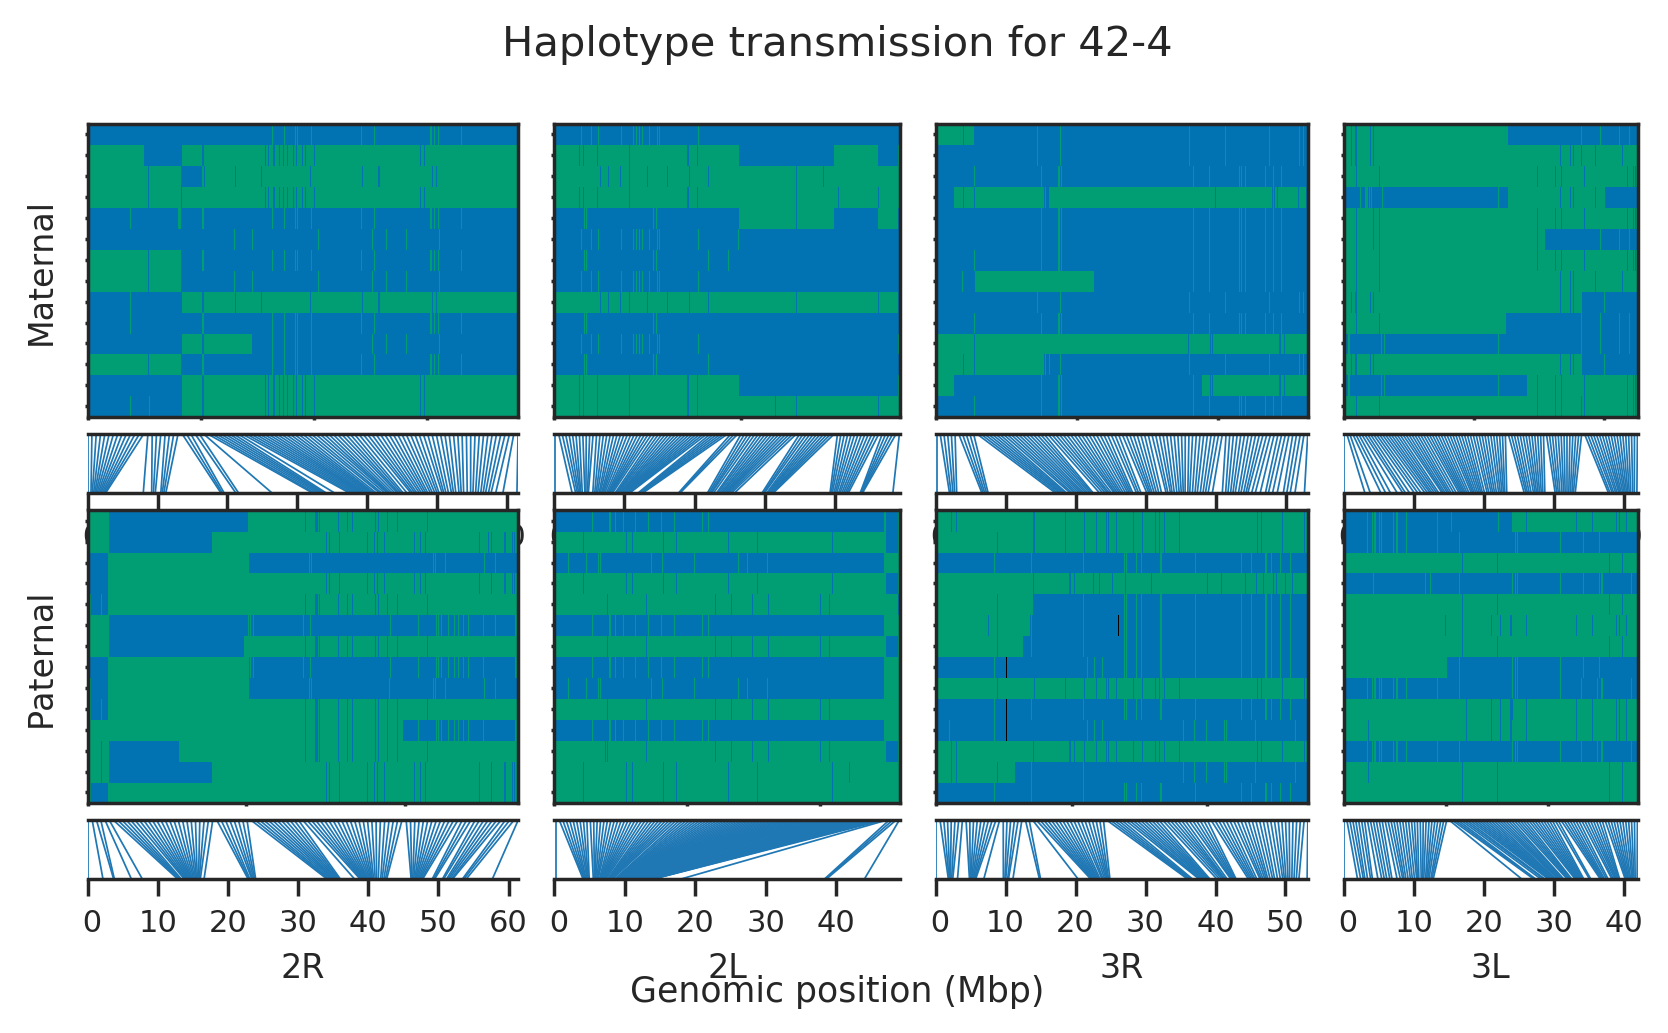 Haplotype transmission for 42-4
Maternal
Paternal
0 10 20 30 40 50 60
0 10 20 30 40
0 10 20 30 40 50
0 10 20 30 40
2R
2L
3R
3L
Genomic position (Mbp)